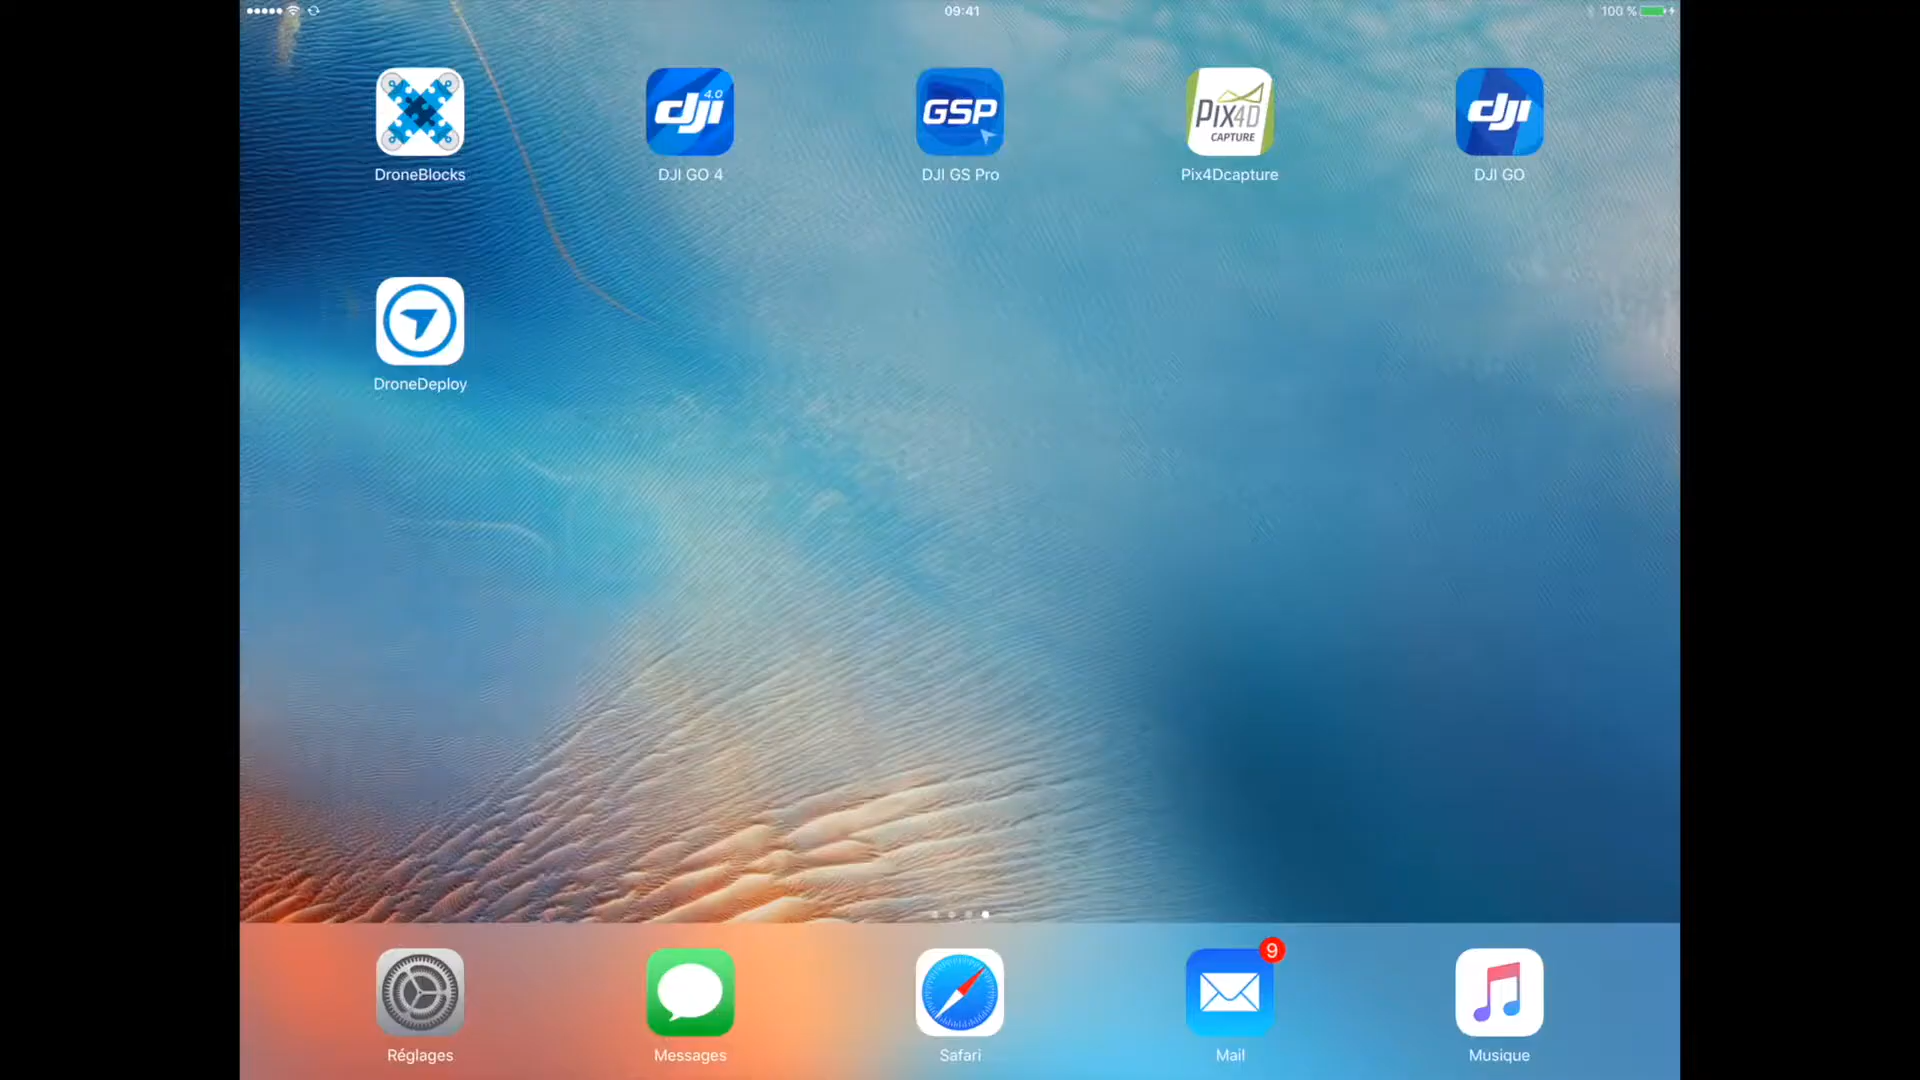 09:41
100 %
4.0
dji
GSP
PIX4D
CAPTURE
dji
DroneBlocks
DJI GO 4
DJI GS Pro
Pix4Dcapture
DJI GO
DroneDeploy
9
Réglages
Messages
Safari
Mail
Musique